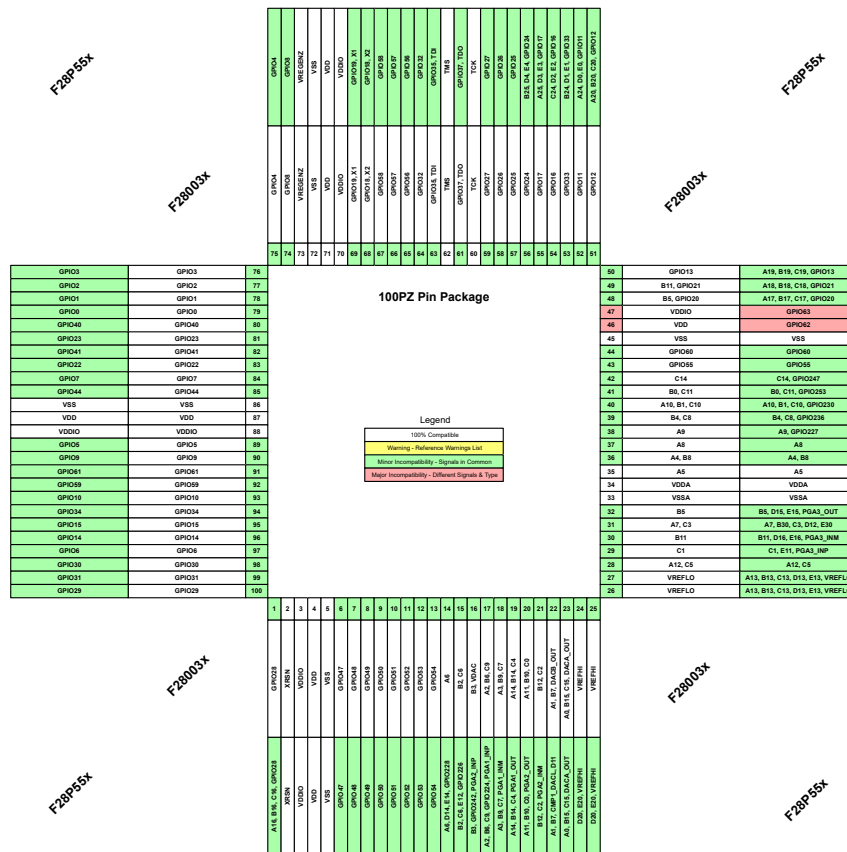 F28P55x
F28P55x
F28003x
F28003x
GPIO4
GPIO8
VREGENZ
VSS
VDD
VDDIO
GPIO19, X1
GPIO18, X2
GPIO58
GPIO57
GPIO56
GPIO32
GPIO35, TDI
TMS
GPIO37, TDO
TCK
GPIO27
GPIO26
GPIO25
B25, D4, E4, GPIO24
A25, D3, E3, GPIO17
C24, D2, E2, GPIO16
B24, D1, E1, GPIO33
A24, D0, E0, GPIO11
A20, B20, C20, GPIO12
GPIO4
GPIO8
VREGENZ
VSS
VDD
VDDIO
GPIO19, X1
GPIO18, X2
GPIO58
GPIO57
GPIO56
GPIO32
GPIO35, TDI
TMS
GPIO37, TDO
TCK
GPIO27
GPIO26
GPIO25
GPIO24
GPIO17
GPIO16
GPIO33
GPIO11
GPIO12
75 74 73 72 71 70 69 68 67 66 65 64 63 62 61 60 59 58 57 56 55 54 53 52 51
GPIO3 GPIO3 76
GPIO2 GPIO2 77
GPIO1 GPIO1 78
GPIO0 GPIO0 79
GPIO40 GPIO40 80
GPIO23 GPIO23 81
GPIO41 GPIO41 82
GPIO22 GPIO22 83
GPIO7 GPIO7 84
GPIO44 GPIO44 85
VSS VSS 86
VDD VDD 87
VDDIO VDDIO 88
GPIO5 GPIO5 89
GPIO9 GPIO9 90
GPIO61 GPIO61 91
GPIO59 GPIO59 92
GPIO10 GPIO10 93
GPIO34 GPIO34 94
GPIO15 GPIO15 95
GPIO14 GPIO14 96
GPIO6 GPIO6 97
GPIO30 GPIO30 98
GPIO31 GPIO31 99
GPIO29 GPIO29 100
100PZ Pin Package
Legend
100% Compatible
Warning - Reference Warnings List
Minor Incompatibility - Signals in Common
Major Incompatibility - Different Signals & Type
50 GPIO13 A19, B19, C19, GPIO13
49 B11, GPIO21 A18, B18, C18, GPIO21
48 B5, GPIO20 A17, B17, C17, GPIO20
47 VDDIO GPIO63
46 VDD GPIO62
45 VSS VSS
44 GPIO60 GPIO60
43 GPIO55 GPIO55
42 C14 C14, GPIO247
41 B0, C11 B0, C11, GPIO253
40 A10, B1, C10 A10, B1, C10, GPIO230
39 B4, C8 B4, C8, GPIO236
38 A9 A9, GPIO227
37 A8 A8
36 A4, B8 A4, B8
35 A5 A5
34 VDDA VDDA
33 VSSA VSSA
32 B5 B5, D15, E15, PGA3_OUT
31 A7, C3 A7, B30, C3, D12, E30
30 B11 B11, D16, E16, PGA3_INM
29 C1 C1, E11, PGA3_INP
28 A12, C5 A12, C5
27 VREFLO A13, B13, C13, D13, E13, VREFLO
26 VREFLO A13, B13, C13, D13, E13, VREFLO
1 2 3 4 5 6 7 8 9 10 11 12 13 14 15 16 17 18 19 20 21 22 23 24 25
GPIO28
XRSN
VDDIO
VDD
VSS
GPIO47
GPIO48
GPIO49
GPIO50
GPIO51
GPIO52
GPIO53
GPIO54
A6
B2, C6
B3, VDAC
A2, B6, C9
A3, B9, C7
A14, B14, C4
A11, B10, C0
B12, C2
A1, B7, DACB_OUT
A0, B15, C15, DACA_OUT
VREFHI
VREFHI
A16, B16, C16, GPIO28
XRSN
VDDIO
VDD
VSS
GPIO47
GPIO48
GPIO49
GPIO50
GPIO51
GPIO52
GPIO53
GPIO54
A6, D14, E14, GPIO228
B2, C6, E12, GPIO226
B3, GPIO242, PGA2_INP
A2, B6, C9, GPIO224, PGA1_INP
A3, B9, C7, PGA1_INM
A14, B14, C4, PGA1_OUT
A11, B10, C0, PGA2_OUT
B12, C2, PGA2_INM
A1, B7, CMP1_DACL, D11
A0, B15, C15, DACA_OUT
D20, E20, VREFHI
D20, E20, VREFHI
F28003x
F28003x
F28P55x
F28P55x